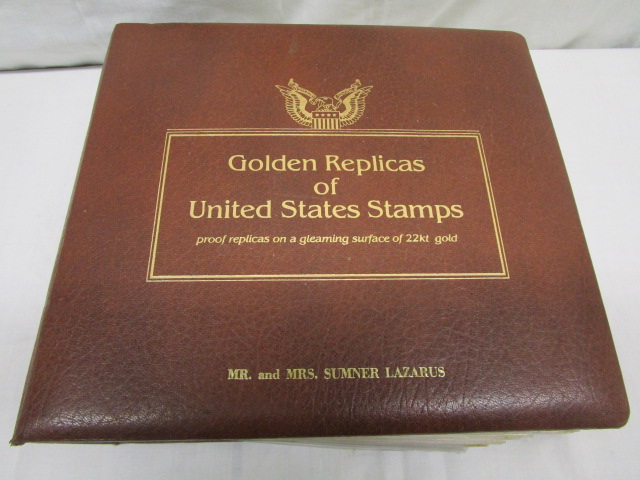 Golden Replicas
of
United States Stamps
proof replicas on a gleaming surface of 22kt gold
MR. and MRS. SUMNER LAZARUS